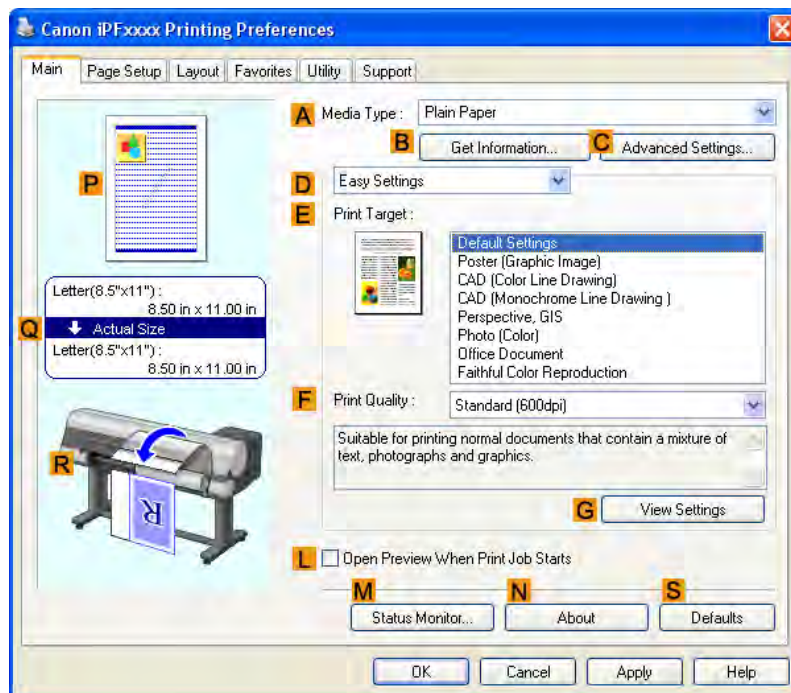 Canon iPFxxxx Printing Preferences
Main Page Setup Layout Favorites Utility Support
A Media Type : Plain Paper
B Get Information... C Advanced Settings...
P
D Easy Settings
E Print Target :
Default Settings
Poster (Graphic Image)
CAD (Color Line Drawing)
CAD (Monochrome Line Drawing )
Perspective, GIS
Photo (Color)
Office Document
Faithful Color Reproduction
Letter(8.5"x11") :
8.50 in x 11.00 in
Q Actual Size
Letter(8.5"x11") :
8.50 in x 11.00 in
F Print Quality : Standard (600dpi)
Suitable for printing normal documents that contain a mixture of
text, photographs and graphics.
R
R
G View Settings
L Open Preview When Print Job Starts
M N S
Status Monitor... About Defaults
OK Cancel Apply Help